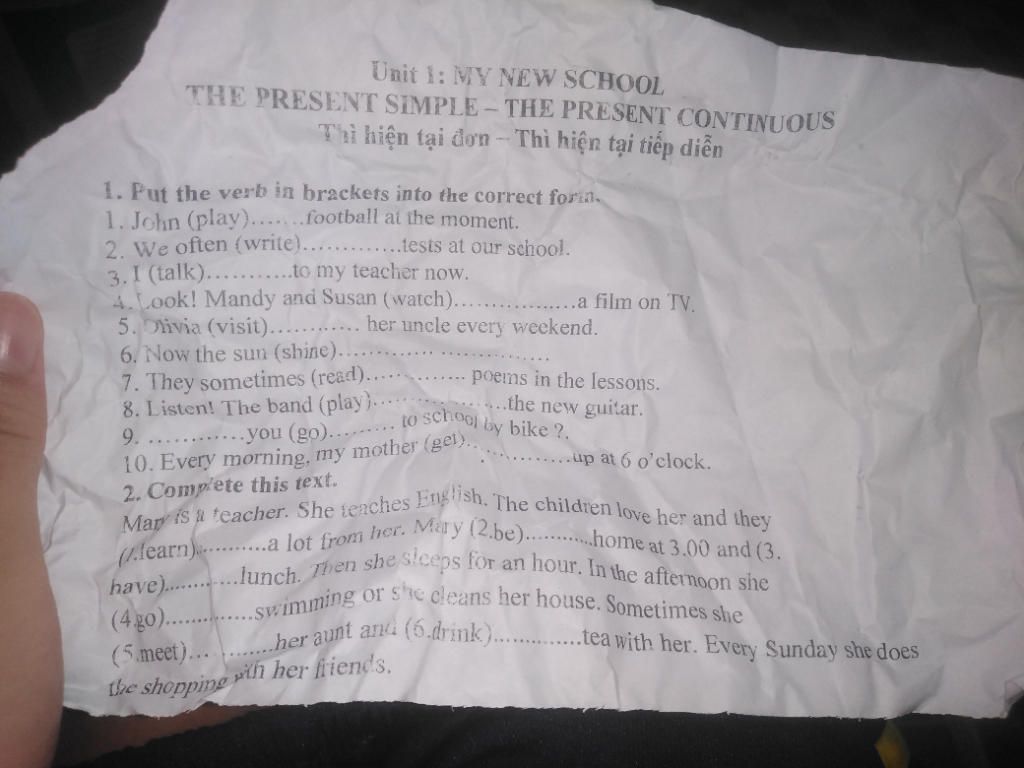 Unit 1: MY NEW SCHOOL
THE PRESENT SIMPLE – THE PRESENT CONTINUOUS
Thì hiện tại đơn – Thì hiện tại tiếp diễn
1. Put the verb in brackets into the correct form.
1. John (play).......football at the moment.
2. We often (write).............tests at our school.
3. I (talk)...........to my teacher now.
4. Look! Mandy and Susan (watch)................a film on TV.
5. Olivia (visit)............ her uncle every weekend.
6. Now the sun (shine)............. ..............
7. They sometimes (read)............. poems in the lessons.
8. Listen! The band (play)..................the new guitar.
9. .............you (go)......... to school by bike ?.
10. Every morning, my mother (get)..............up at 6 o'clock.
2. Complete this text.
Mary is a teacher. She teaches English. The children love her and they
(1.learn)..........a lot from her. Mary (2.be)...........home at 3.00 and (3.
have)...........lunch. Then she sleeps for an hour. In the afternoon she
(4.go).............swimming or she cleans her house. Sometimes she
(5.meet)............her aunt and (6.drink).............tea with her. Every Sunday she does
the shopping with her friends.